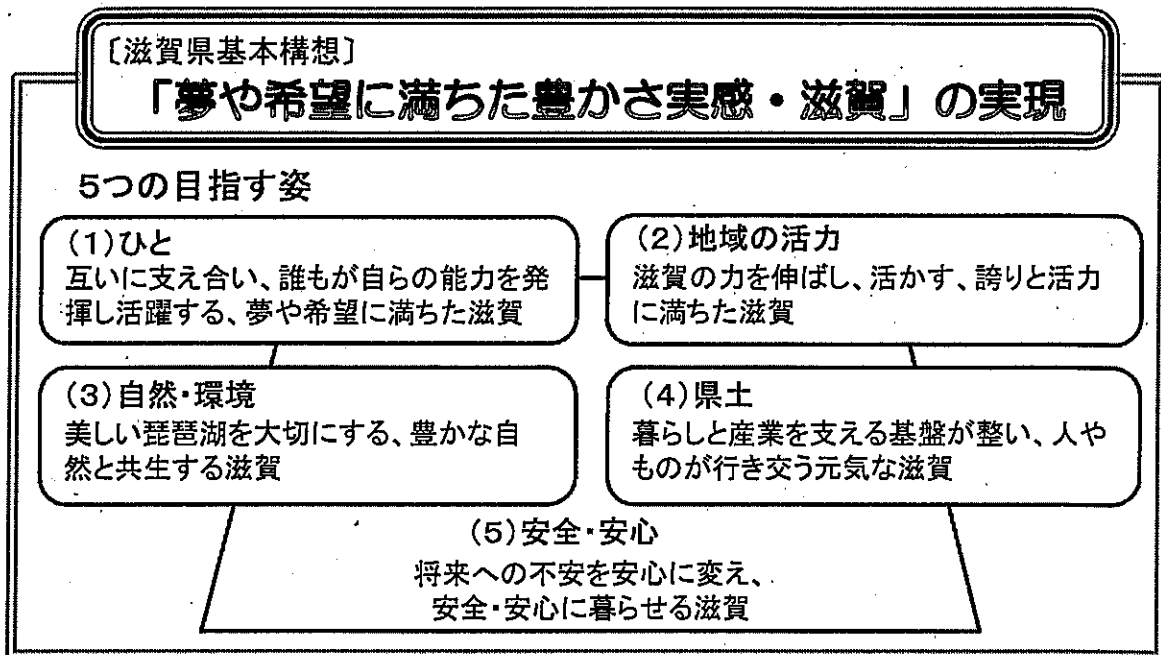 〔滋賀県基本構想〕
「夢や希望に満ちた豊かさ実感・滋賀」の実現
5つの目指す姿
(1)ひと
互いに支え合い、誰もが自らの能力を発
揮し活躍する、夢や希望に満ちた滋賀
(2)地域の活力
滋賀の力を伸ばし、活かす、誇りと活力
に満ちた滋賀
(3)自然・環境
美しい琵琶湖を大切にする、豊かな自
然と共生する滋賀
(4)県土
暮らしと産業を支える基盤が整い、人や
ものが行き交う元気な滋賀
(5)安全・安心
将来への不安を安心に変え、
安全・安心に暮らせる滋賀